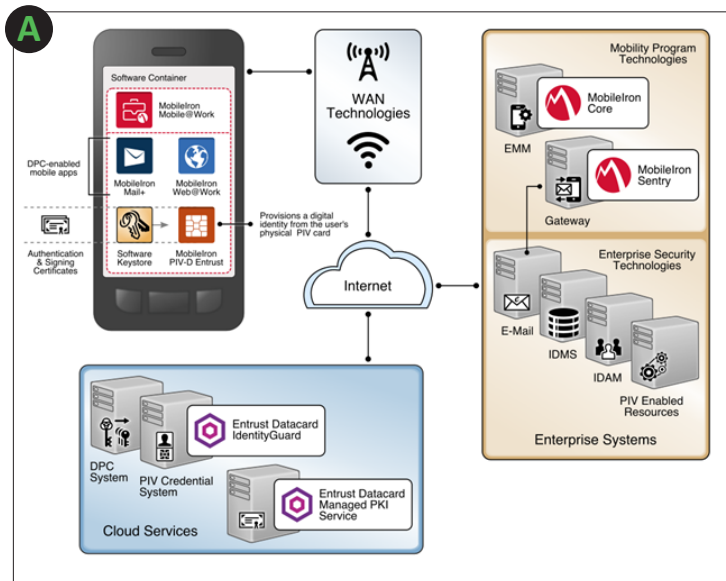 A
Software Container
MobileIron
Mobile@Work
DPC-enabled
mobile apps
MobileIron
Mail+
MobileIron
Web@Work
Authentication
& Signing
Certificates
Software
Keystore
MobileIron
PIV-D Entrust
Provisions a digital
identity from the user's
physical PIV card
WAN
Technologies
Internet
Mobility Program
Technologies
MobileIron
Core
EMM
MobileIron
Sentry
Gateway
Enterprise Security
Technologies
E-Mail
IDMS
IDAM
PIV Enabled
Resources
Enterprise Systems
Entrust Datacard
IdentityGuard
DPC
System
PIV Credential
System
Entrust Datacard
Managed PKI
Service
Cloud Services